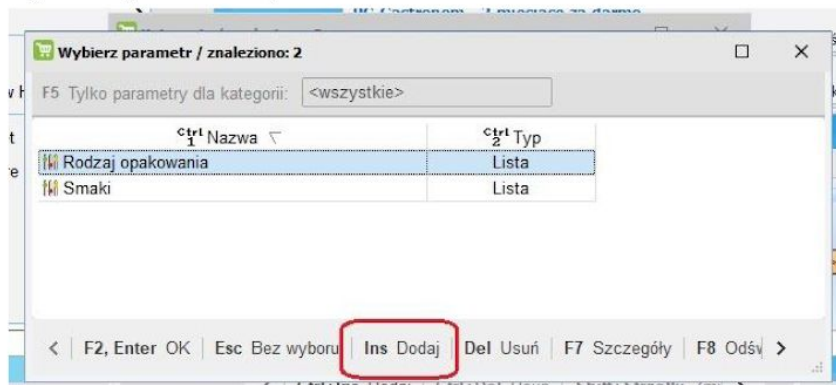 Wybierz parametr / znaleziono: 2
F5 Tylko parametry dla kategorii: <wszystkie>
Ctrl 1 Nazwa Ctrl 2 Typ
Rodzaj opakowania Lista
Smaki Lista
< F2, Enter OK Esc Bez wyboru Ins Dodaj Del Usuń F7 Szczegóły F8 Odśw >